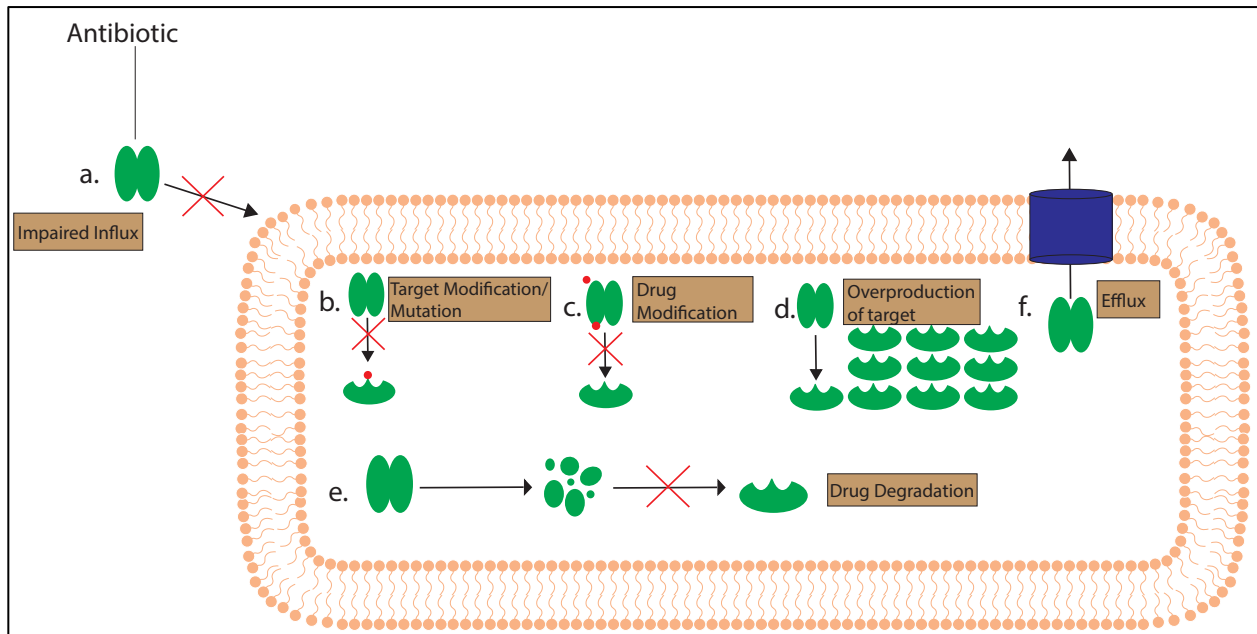 Antibiotic
a.
Impaired Influx
b.
Target Modification/
Mutation
c.
Drug
Modification
d.
Overproduction
of target
f.
Efflux
e.
Drug Degradation